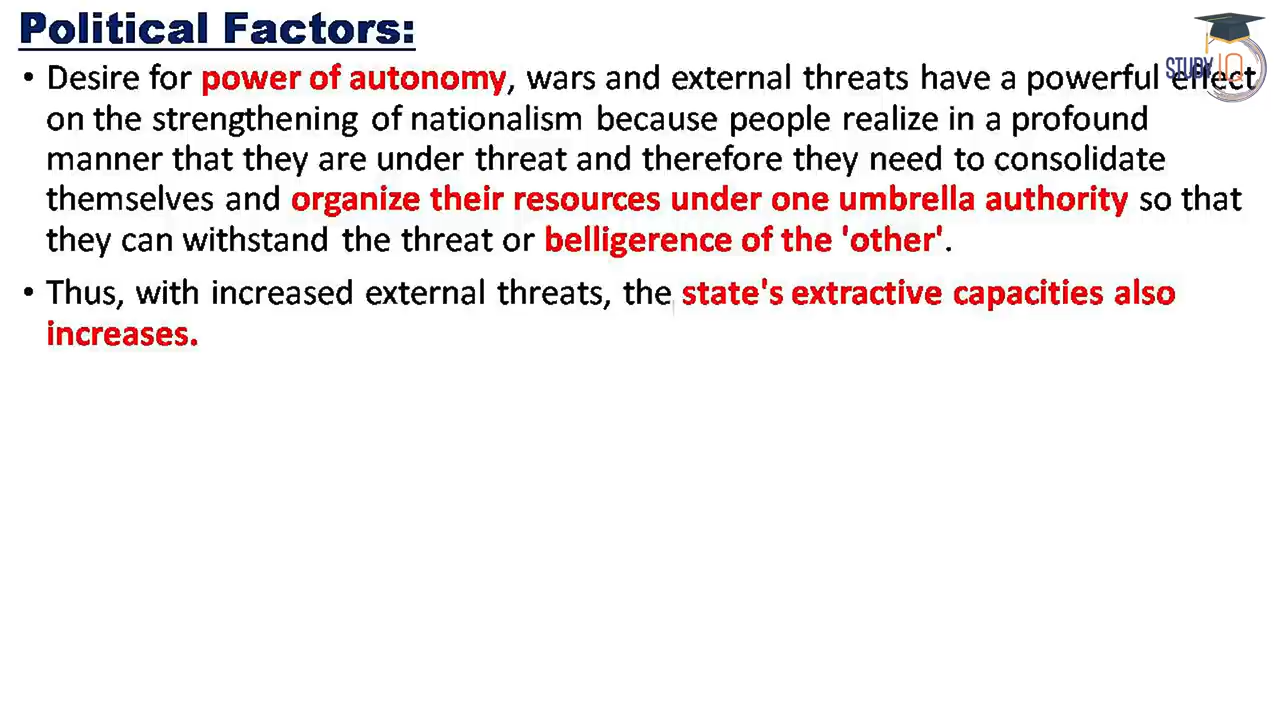 Political Factors:
• Desire for power of autonomy, wars and external threats have a powerful effect
on the strengthening of nationalism because people realize in a profound
manner that they are under threat and therefore they need to consolidate
themselves and organize their resources under one umbrella authority so that
they can withstand the threat or belligerence of the 'other'.
• Thus, with increased external threats, the state's extractive capacities also
increases.
STUDY IQ